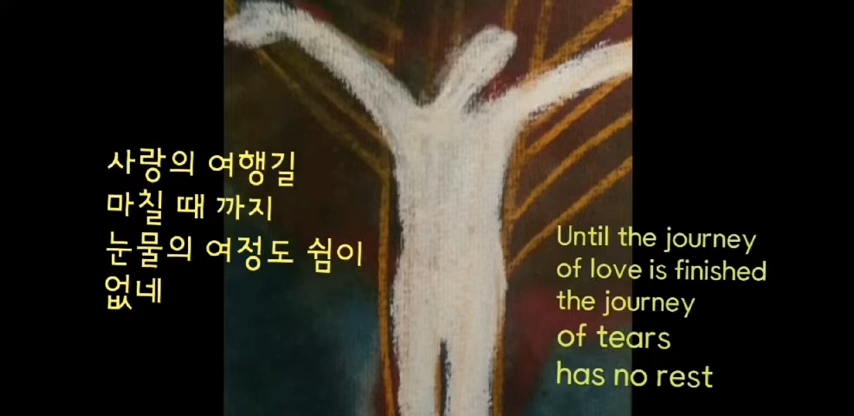 사랑의 여행길
마칠 때 까지
눈물의 여정도 쉼이
없네
Until the journey
of love is finished
the journey
of tears
has no rest